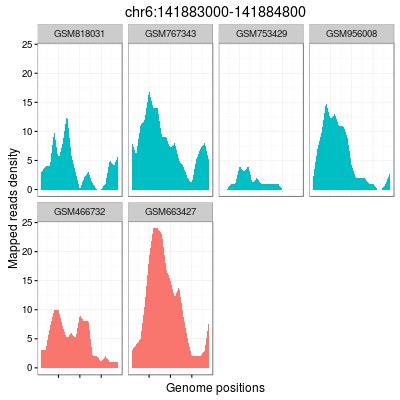 chr6:141883000-141884800
GSM818031 GSM767343 GSM753429 GSM956008
25
20
15
10
5
0
Mapped reads density
GSM466732 GSM663427
25
20
15
10
5
0
Genome positions